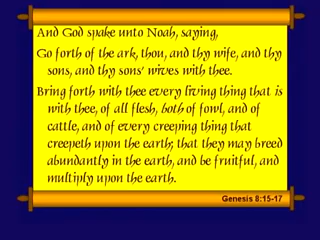 And God spake unto Noah, saying,
Go forth of the ark, thou, and thy wife, and thy
sons, and thy sons' wives with thee.
Bring forth with thee every living thing that is
with thee, of all flesh, both of fowl, and of
cattle, and of every creeping thing that
creepeth upon the earth; that they may breed
abundantly in the earth, and be fruitful, and
multiply upon the earth.
Genesis 8:15-17